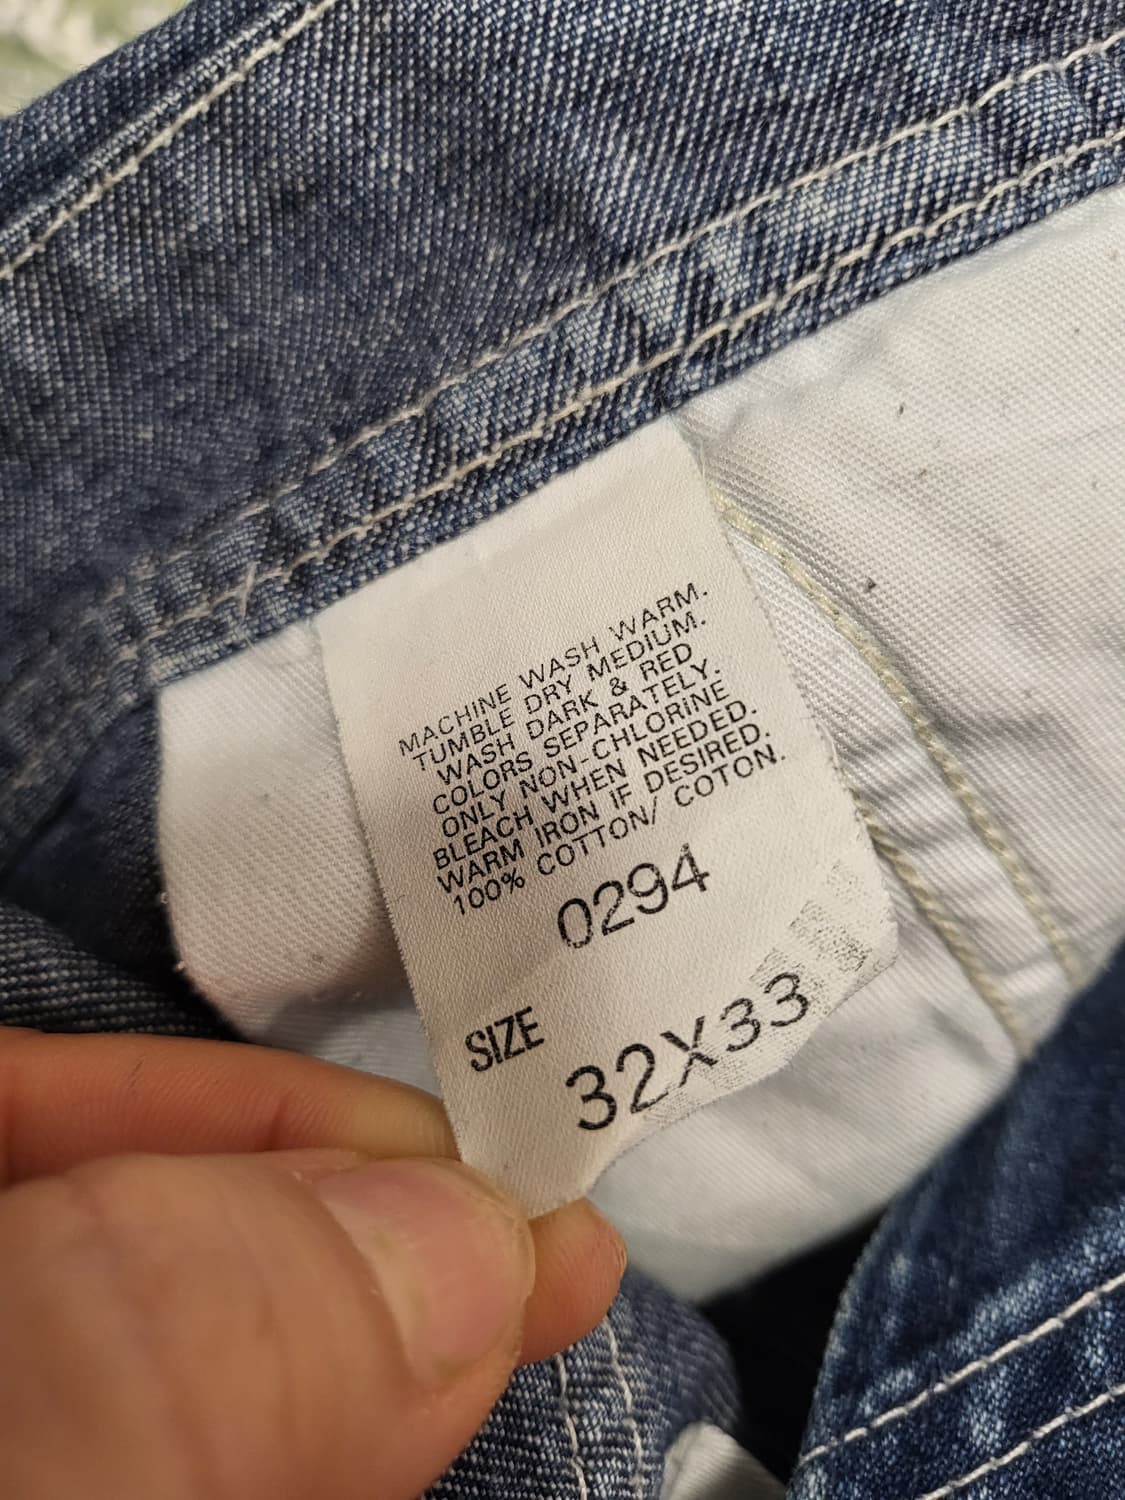 MACHINE WASH WARM.
TUMBLE DRY MEDIUM.
WASH DARK & RED
COLORS SEPARATELY.
ONLY NON-CHLORINE
BLEACH WHEN NEEDED.
WARM IRON IF DESIRED.
100% COTTON/ COTON.
0294
SIZE
32X33